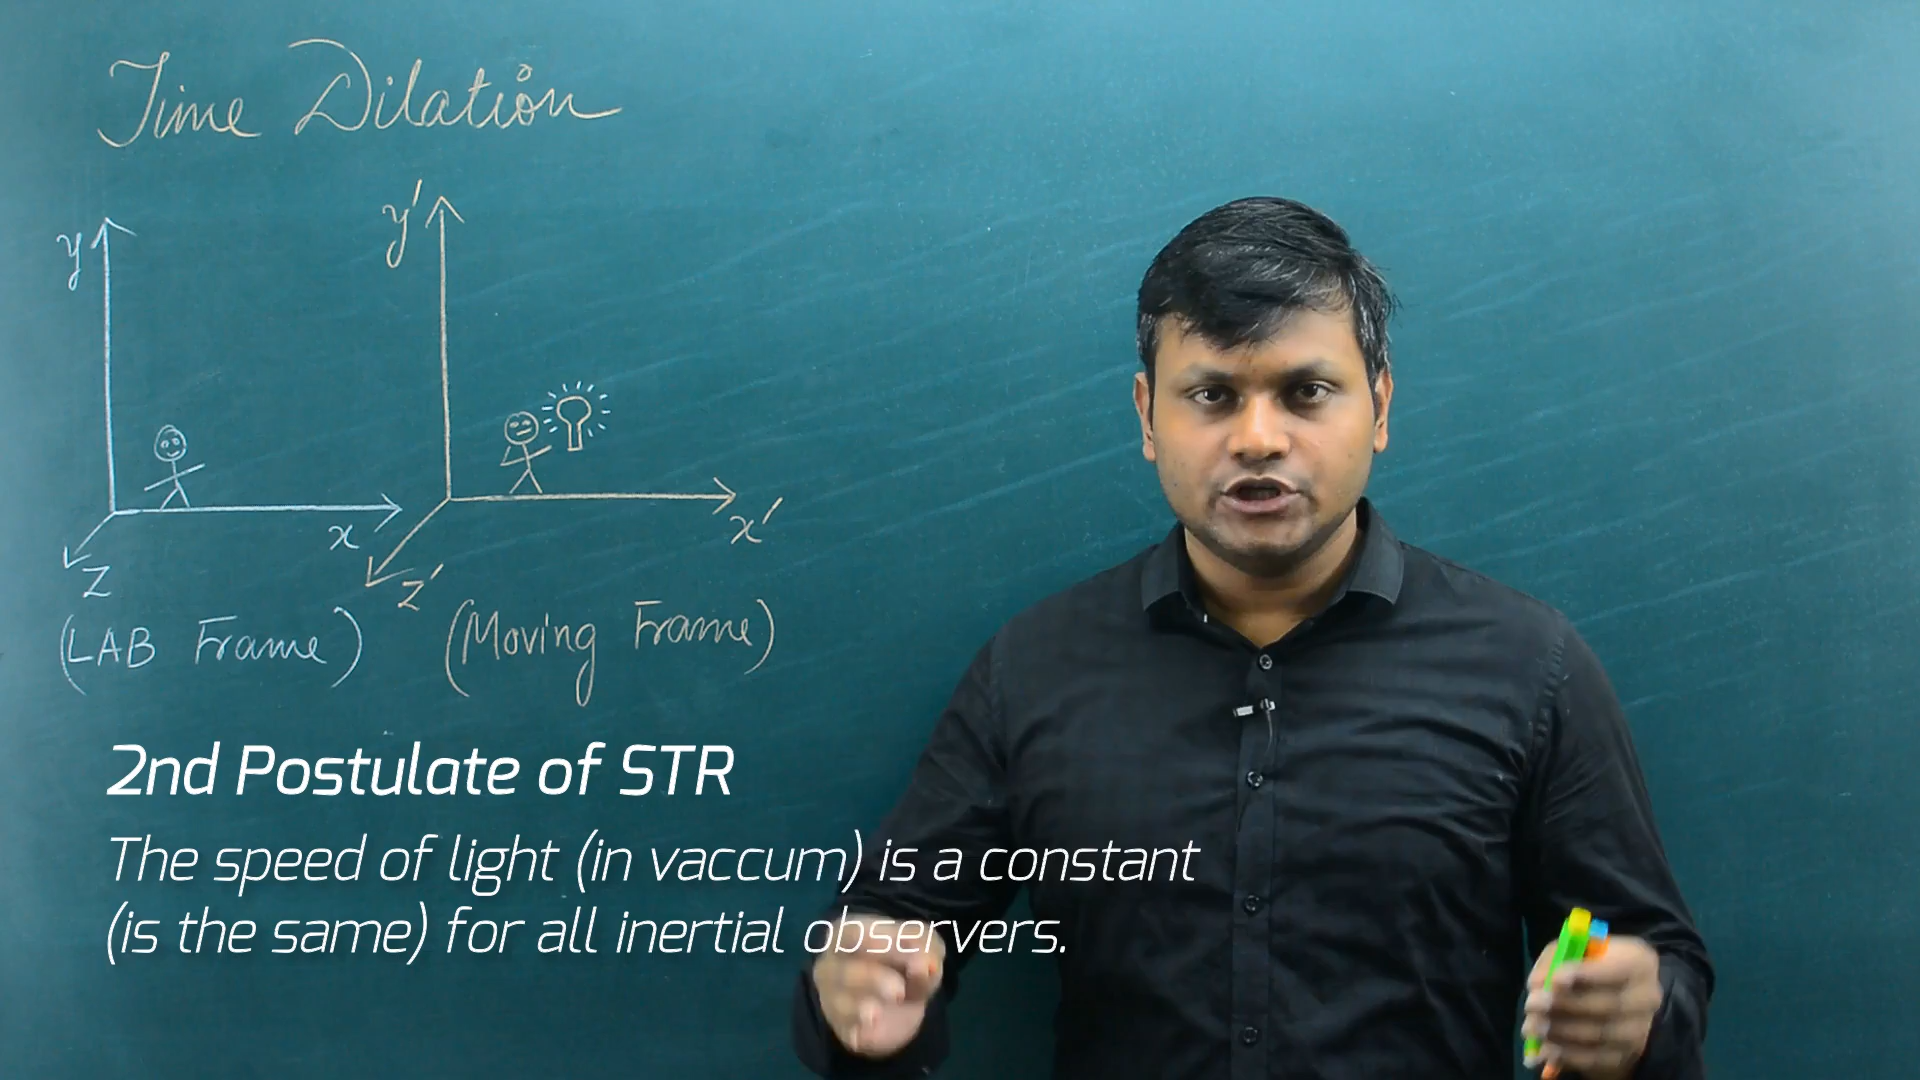 Time Dilation
y
x
z
(LAB Frame)
y'
x'
z'
(Moving Frame)
2nd Postulate of STR
The speed of light (in vaccum) is a constant
(is the same) for all inertial observers.